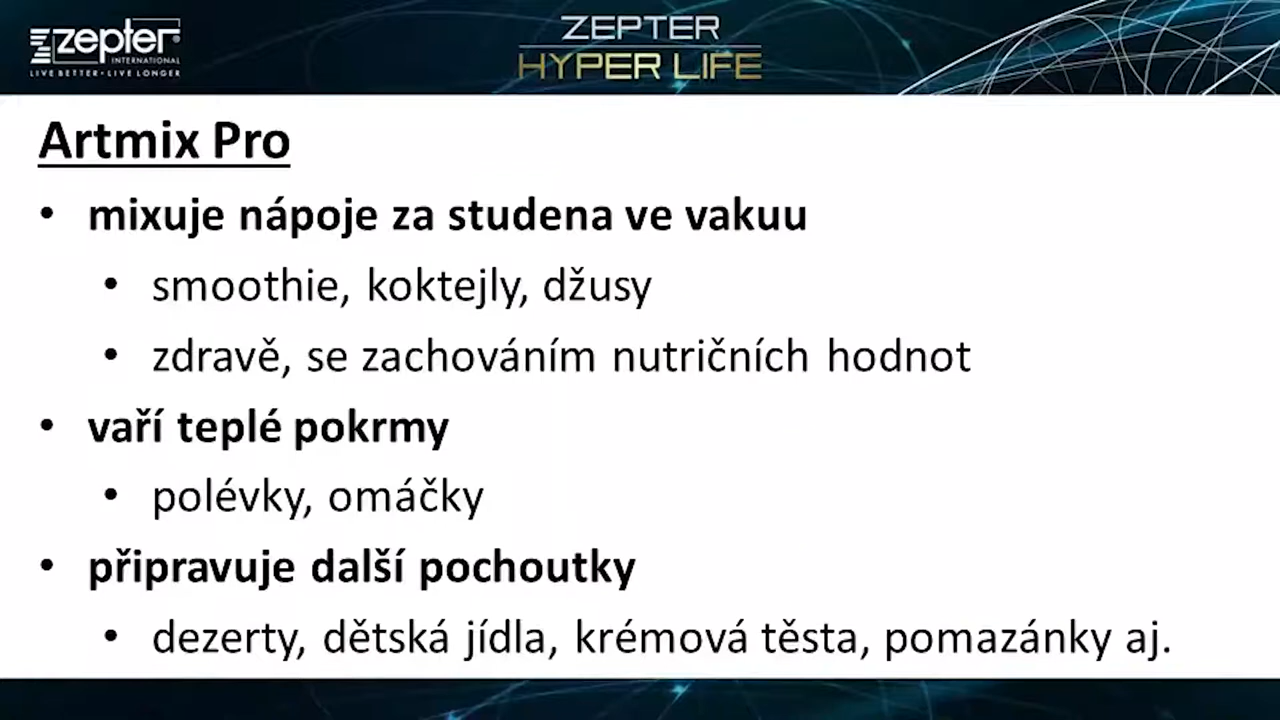 zepter
INTERNATIONAL
LIVE BETTER • LIVE LONGER
ZEPTER
HYPER LIFE
Artmix Pro
• mixuje nápoje za studena ve vakuu
• smoothie, koktejly, džusy
• zdravě, se zachováním nutričních hodnot
• vaří teplé pokrmy
• polévky, omáčky
• připravuje další pochoutky
• dezerty, dětská jídla, krémová těsta, pomazánky aj.